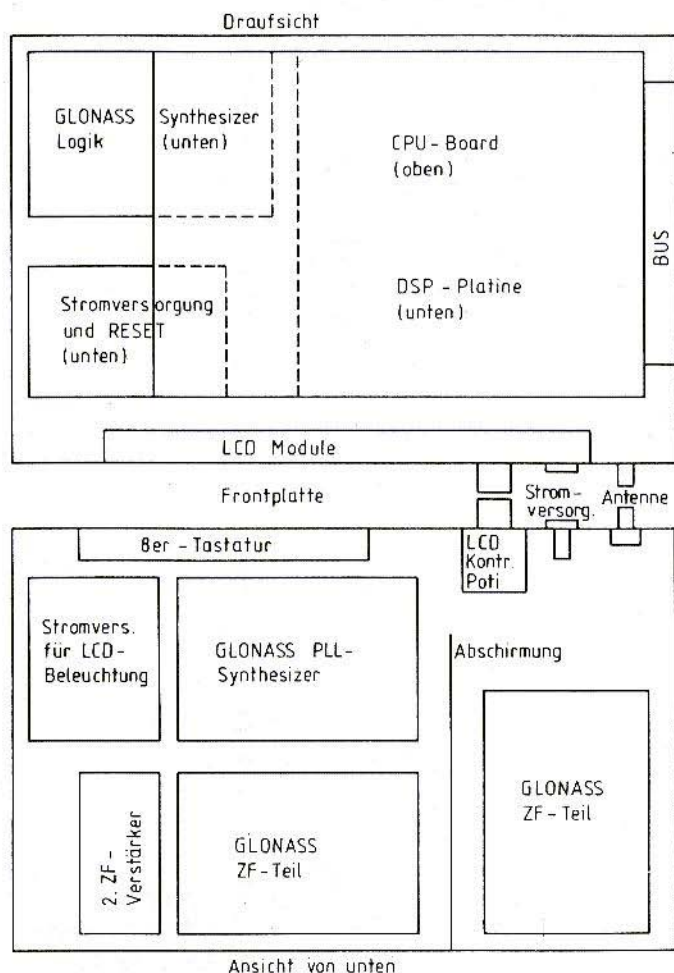 Draufsicht
GLONASS
Logik
Synthesizer
(unten)
CPU-Board
(oben)
BUS
DSP-Platine
(unten)
Stromversorgung
und RESET
(unten)
LCD Module
Frontplatte
Strom-
versorg.
Antenne
8er-Tastatur
LCD
Kontr.
Poti
Stromvers.
für LCD-
Beleuchtung
GLONASS PLL-
Synthesizer
Abschirmung
2. ZF-
Verstärker
GLONASS
ZF-Teil
GLONASS
ZF-Teil
Ansicht von unten